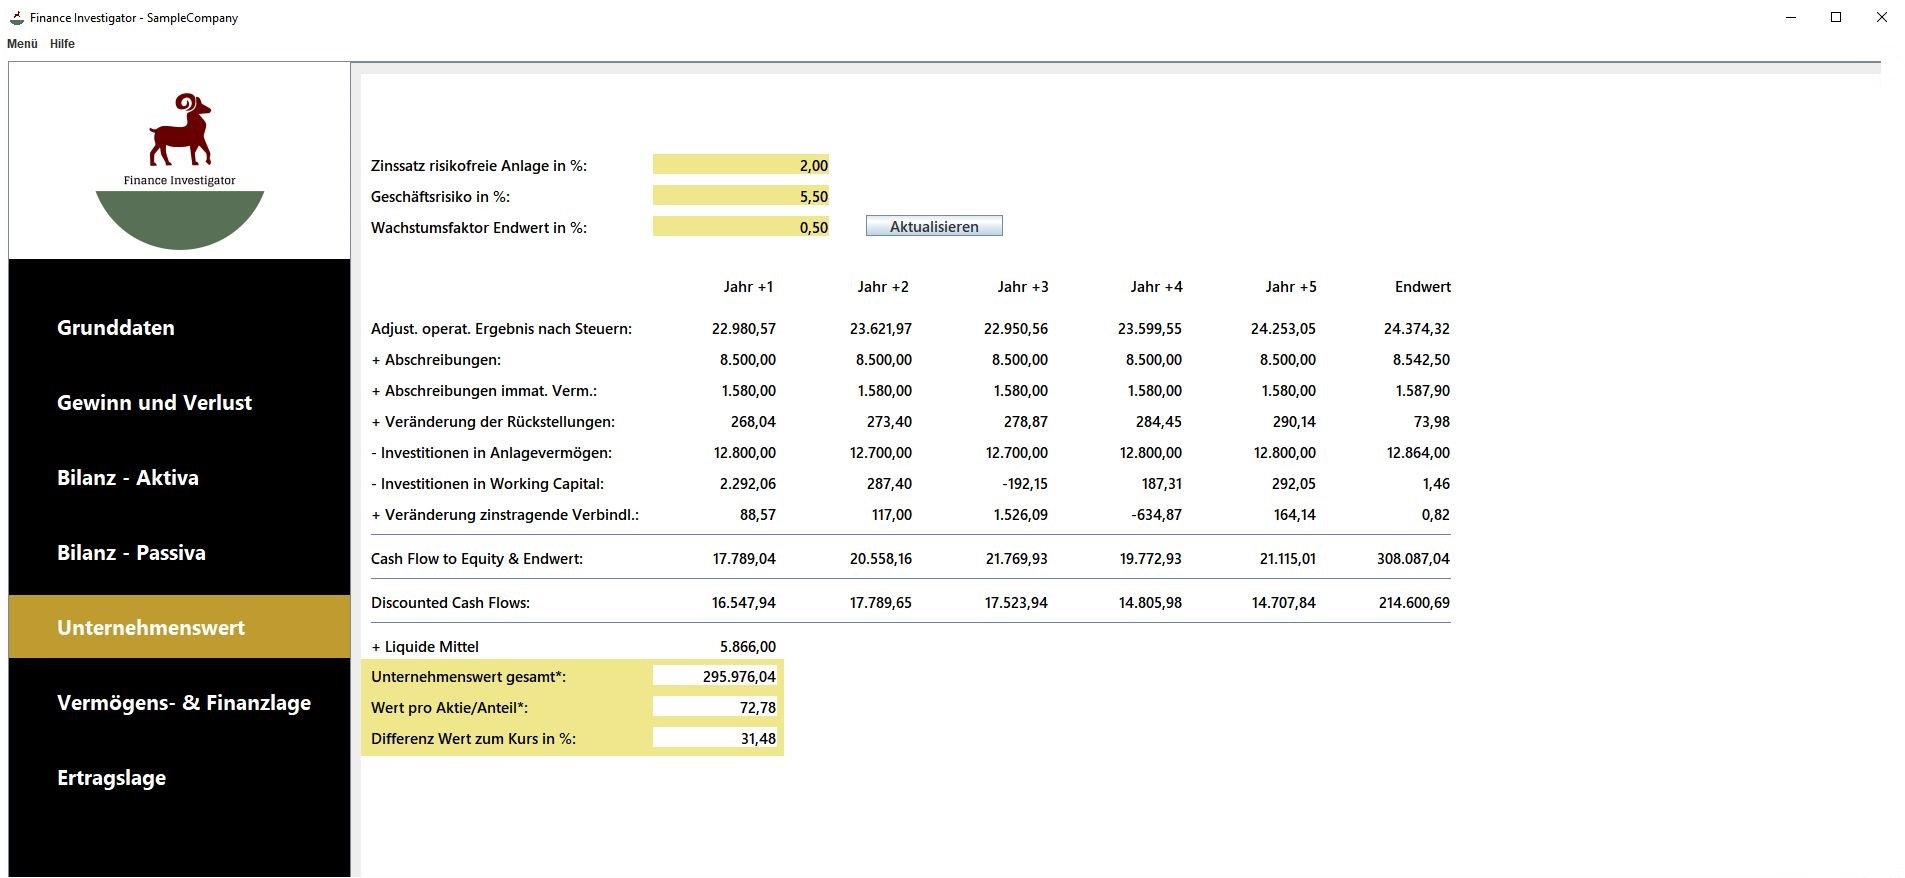 Finance Investigator - SampleCompany
Menü Hilfe
Finance Investigator
Grunddaten
Gewinn und Verlust
Bilanz - Aktiva
Bilanz - Passiva
Unternehmenswert
Vermögens- & Finanzlage
Ertragslage
Zinssatz risikofreie Anlage in %: 2,00
Geschäftsrisiko in %: 5,50
Wachstumsfaktor Endwert in %: 0,50 Aktualisieren
Jahr +1 Jahr +2 Jahr +3 Jahr +4 Jahr +5 Endwert
Adjust. operat. Ergebnis nach Steuern: 22.980,57 23.621,97 22.950,56 23.599,55 24.253,05 24.374,32
+ Abschreibungen: 8.500,00 8.500,00 8.500,00 8.500,00 8.500,00 8.542,50
+ Abschreibungen immat. Verm.: 1.580,00 1.580,00 1.580,00 1.580,00 1.580,00 1.587,90
+ Veränderung der Rückstellungen: 268,04 273,40 278,87 284,45 290,14 73,98
- Investitionen in Anlagevermögen: 12.800,00 12.700,00 12.700,00 12.800,00 12.800,00 12.864,00
- Investitionen in Working Capital: 2.292,06 287,40 -192,15 187,31 292,05 1,46
+ Veränderung zinstragende Verbindl.: 88,57 117,00 1.526,09 -634,87 164,14 0,82
Cash Flow to Equity & Endwert: 17.789,04 20.558,16 21.769,93 19.772,93 21.115,01 308.087,04
Discounted Cash Flows: 16.547,94 17.789,65 17.523,94 14.805,98 14.707,84 214.600,69
+ Liquide Mittel 5.866,00
Unternehmenswert gesamt*: 295.976,04
Wert pro Aktie/Anteil*: 72,78
Differenz Wert zum Kurs in %: 31,48